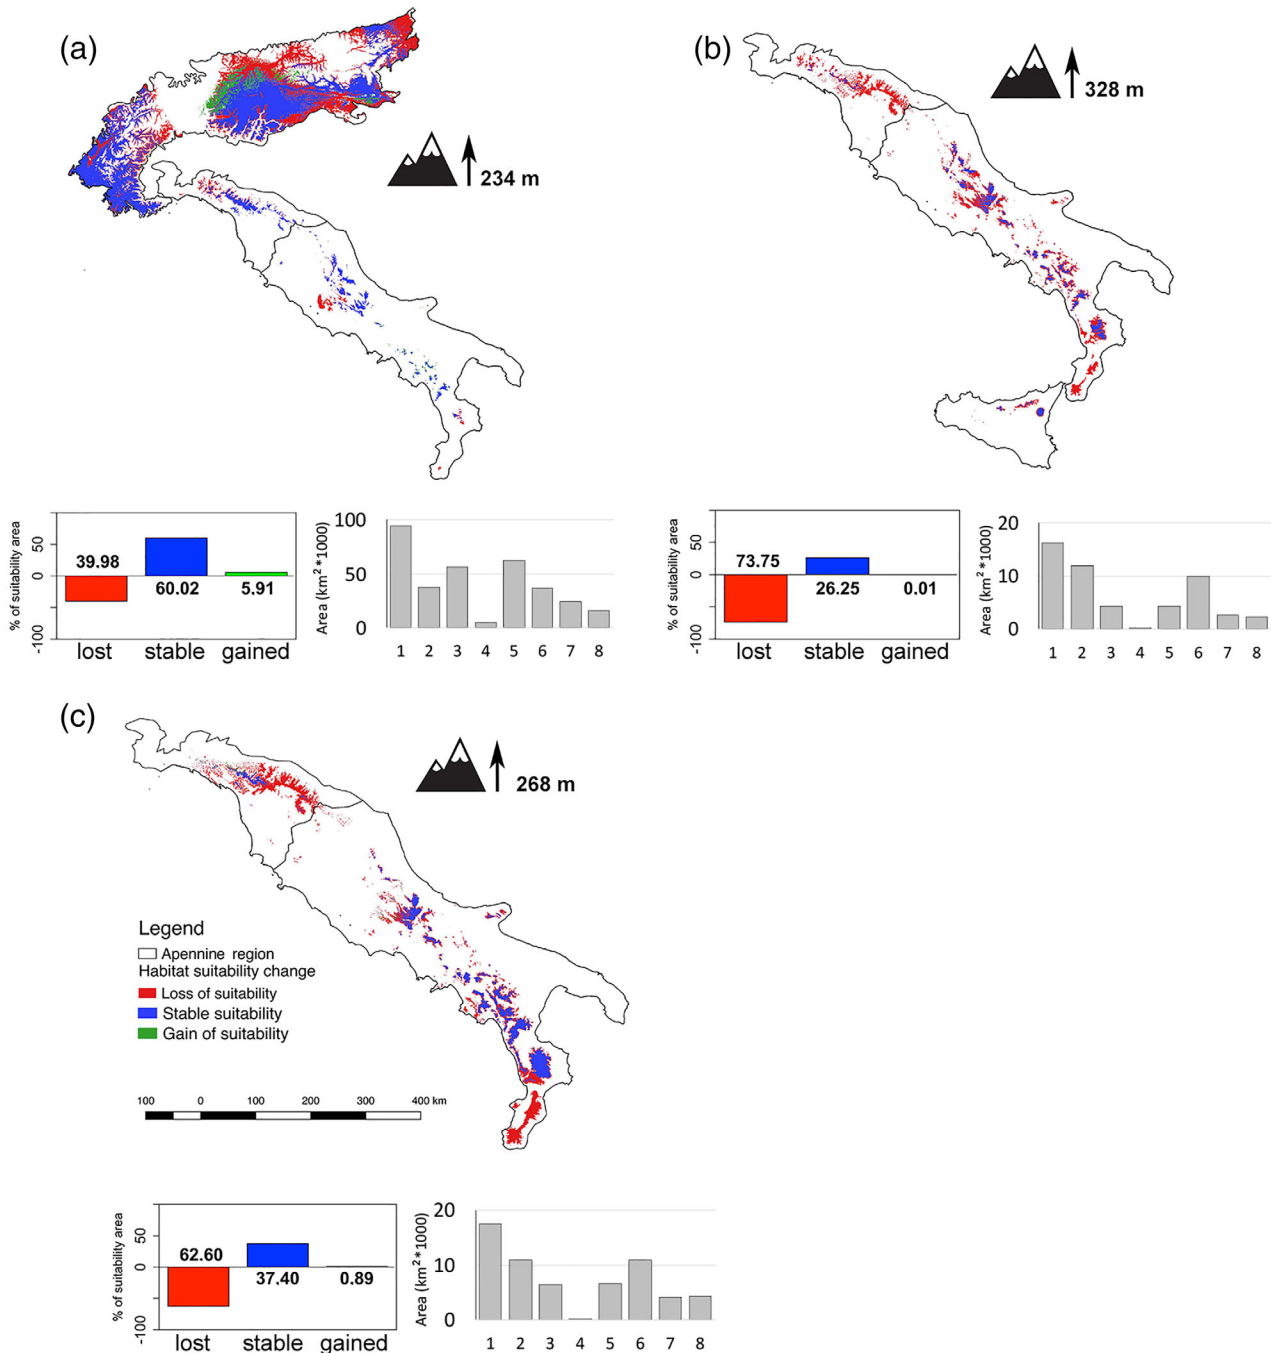 (a)
234 m
% of suitability area
50
0
-100
39.98
60.02
5.91
lost stable gained
Area (km²*1000)
100
50
0
1 2 3 4 5 6 7 8
(b)
328 m
% of suitability area
50
0
-100
73.75
26.25
0.01
lost stable gained
Area (km²*1000)
20
10
0
1 2 3 4 5 6 7 8
(c)
268 m
Legend
Apennine region
Habitat suitability change
Loss of suitability
Stable suitability
Gain of suitability
100 0 100 200 300 400 km
% of suitability area
50
0
-100
62.60
37.40
0.89
lost stable gained
Area (km²*1000)
20
10
0
1 2 3 4 5 6 7 8